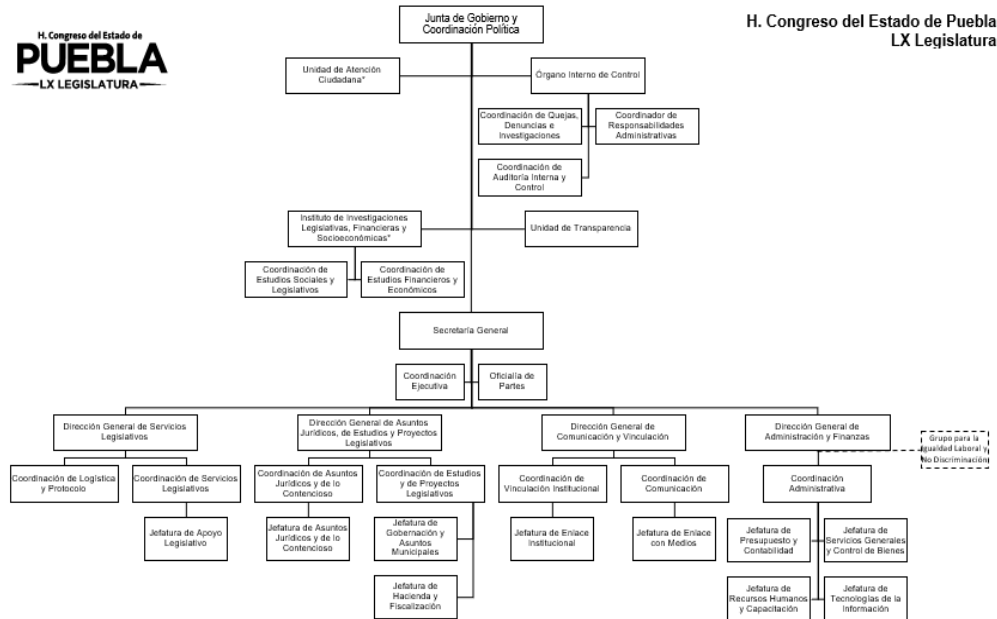 H. Congreso del Estado de
PUEBLA
LX LEGISLATURA
H. Congreso del Estado de Puebla
LX Legislatura
Junta de Gobierno y
Coordinación Política
Unidad de Atención
Ciudadana*
Órgano Interno de Control
Coordinación de Quejas,
Denuncias e
Investigaciones
Coordinador de
Responsabilidades
Administrativas
Coordinación de
Auditoría Interna y
Control
Instituto de Investigaciones
Legislativas, Financieras y
Socioeconómicas*
Unidad de Transparencia
Coordinación de
Estudios Sociales y
Legislativos
Coordinación de
Estudios Financieros y
Económicos
Secretaría General
Coordinación
Ejecutiva
Oficialía de
Partes
Dirección General de Servicios
Legislativos
Dirección General de Asuntos
Jurídicos, de Estudios y Proyectos
Legislativos
Dirección General de
Comunicación y Vinculación
Dirección General de
Administración y Finanzas
Grupo para la
Igualdad Laboral y
No Discriminación
Coordinación de Logística
y Protocolo
Coordinación de Servicios
Legislativos
Coordinación de Asuntos
Jurídicos y de lo
Contencioso
Coordinación de Estudios
y de Proyectos
Legislativos
Coordinación de
Vinculación Institucional
Coordinación de
Comunicación
Coordinación
Administrativa
Jefatura de Apoyo
Legislativo
Jefatura de Asuntos
Jurídicos y de lo
Contencioso
Jefatura de
Gobernación y
Asuntos
Municipales
Jefatura de Enlace
Institucional
Jefatura de Enlace
con Medios
Jefatura de
Presupuesto y
Contabilidad
Jefatura de
Servicios Generales
y Control de Bienes
Jefatura de
Hacienda y
Fiscalización
Jefatura de
Recursos Humanos
y Capacitación
Jefatura de
Tecnologías de la
Información